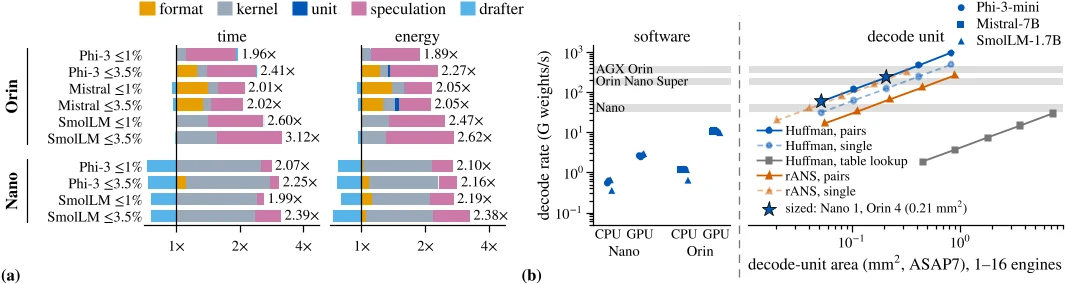 format kernel unit speculation drafter
time energy
Orin
Phi-3 ≤1% 1.96× 1.89×
Phi-3 ≤3.5% 2.41× 2.27×
Mistral ≤1% 2.01× 2.05×
Mistral ≤3.5% 2.02× 2.05×
SmolLM ≤1% 2.60× 2.47×
SmolLM ≤3.5% 3.12× 2.62×
Nano
Phi-3 ≤1% 2.07× 2.10×
Phi-3 ≤3.5% 2.25× 2.16×
SmolLM ≤1% 1.99× 2.19×
SmolLM ≤3.5% 2.39× 2.38×
1× 2× 4× 1× 2× 4×
(a)
Phi-3-mini
Mistral-7B
SmolLM-1.7B
software decode unit
decode rate (G weights/s)
10³
10²
10¹
10⁰
10⁻¹
AGX Orin
Orin Nano Super
Nano
Huffman, pairs
Huffman, single
Huffman, table lookup
rANS, pairs
rANS, single
sized: Nano 1, Orin 4 (0.21 mm²)
CPU GPU CPU GPU
Nano Orin
10⁻¹ 10⁰
decode-unit area (mm², ASAP7), 1–16 engines
(b)